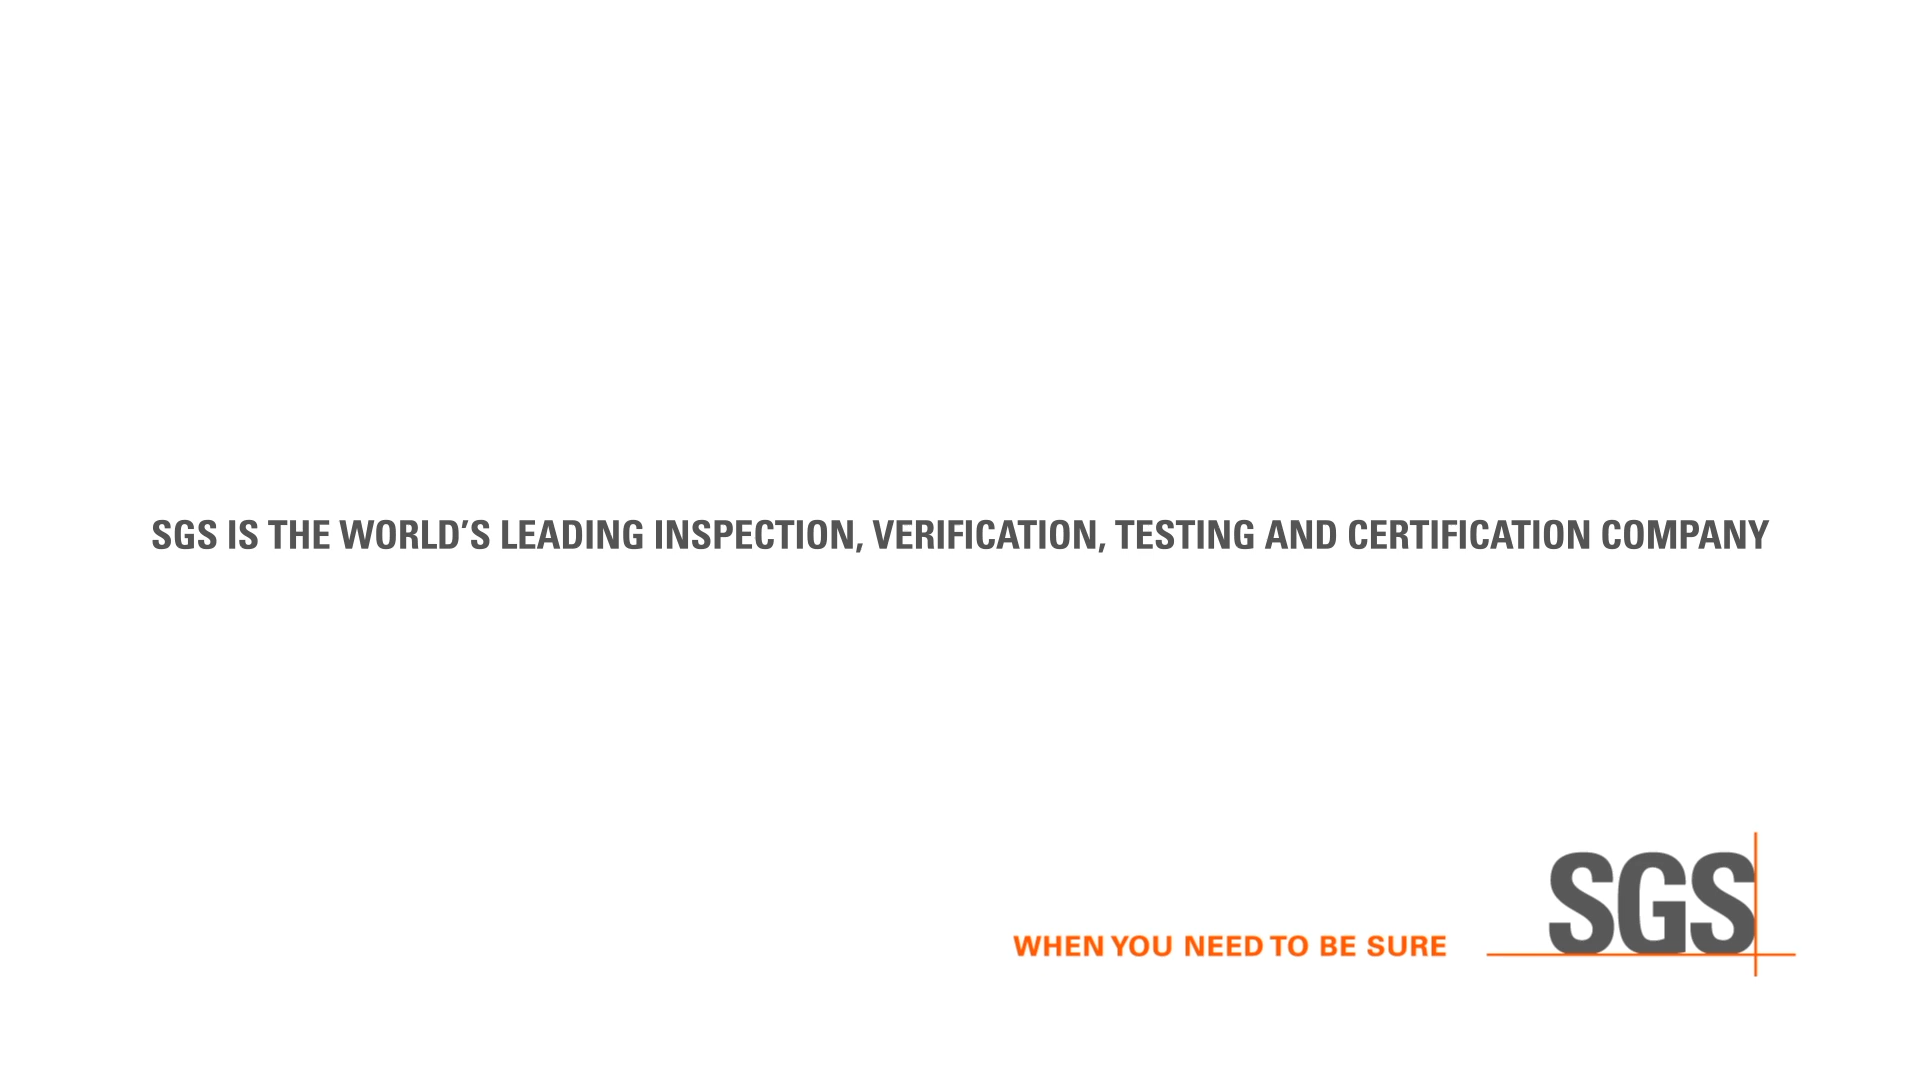 SGS IS THE WORLD’S LEADING INSPECTION, VERIFICATION, TESTING AND CERTIFICATION COMPANY
WHEN YOU NEED TO BE SURE
SGS